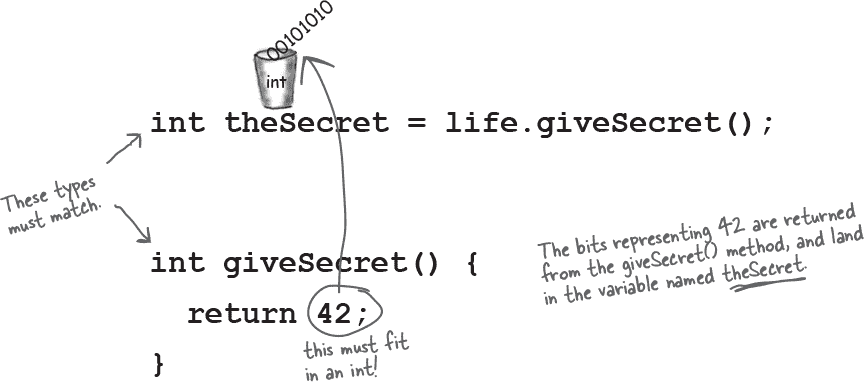 00101010
int
int theSecret = life.giveSecret();
These types
must match.
int giveSecret() {
return 42;
}
this must fit
in an int!
The bits representing 42 are returned
from the giveSecret() method, and land
in the variable named theSecret.